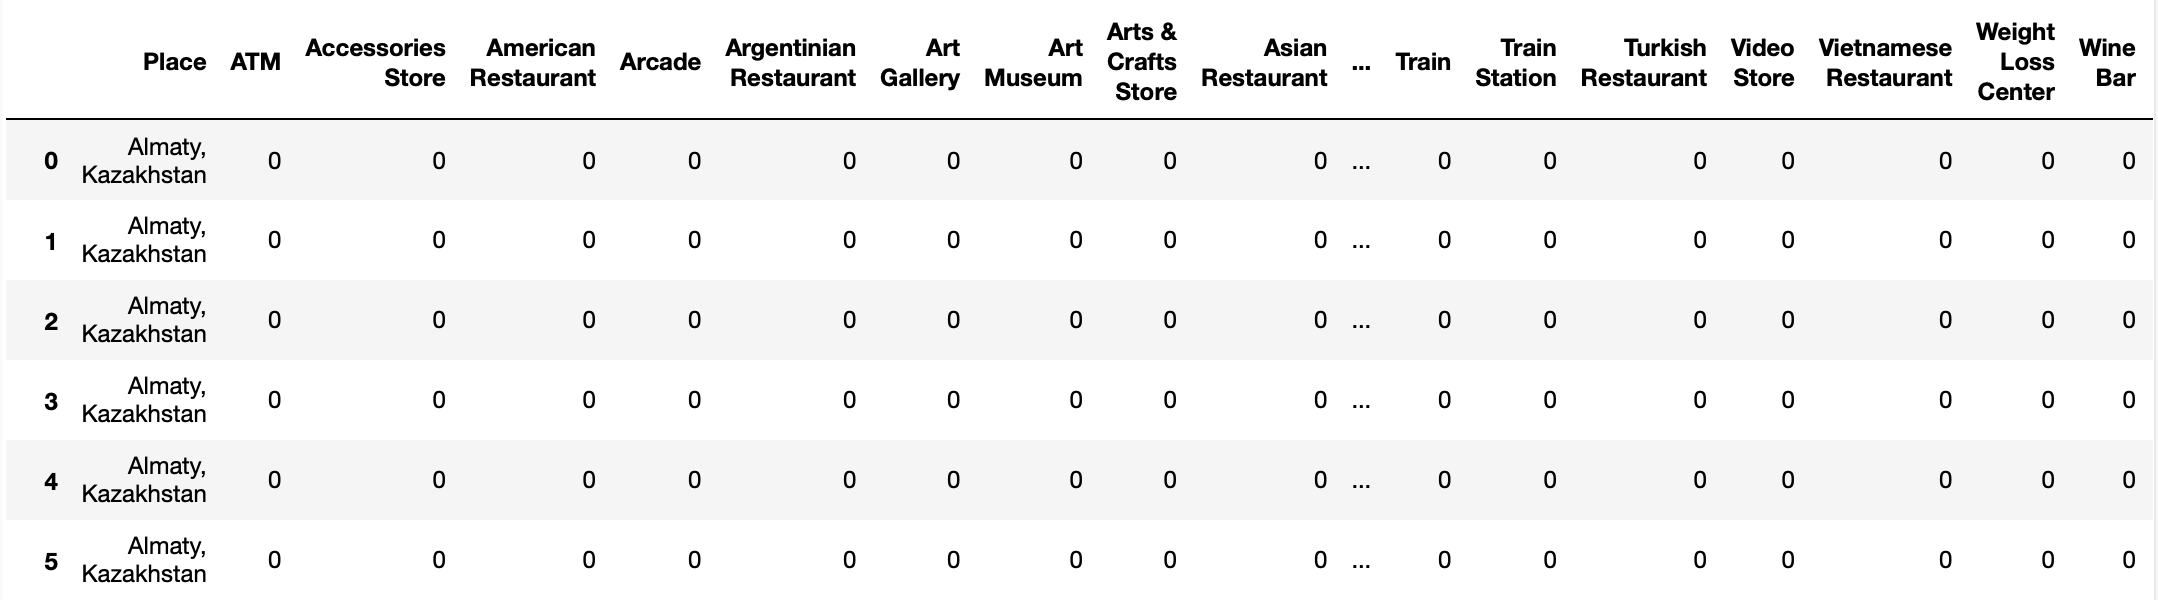 Place ATM Accessories Store American Restaurant Arcade Argentinian Restaurant Art Gallery Art Museum Arts & Crafts Store Asian Restaurant ... Train Train Station Turkish Restaurant Video Store Vietnamese Restaurant Weight Loss Center Wine Bar
0 Almaty, Kazakhstan 0 0 0 0 0 0 0 0 0 ... 0 0 0 0 0 0 0
1 Almaty, Kazakhstan 0 0 0 0 0 0 0 0 0 ... 0 0 0 0 0 0 0
2 Almaty, Kazakhstan 0 0 0 0 0 0 0 0 0 ... 0 0 0 0 0 0 0
3 Almaty, Kazakhstan 0 0 0 0 0 0 0 0 0 ... 0 0 0 0 0 0 0
4 Almaty, Kazakhstan 0 0 0 0 0 0 0 0 0 ... 0 0 0 0 0 0 0
5 Almaty, Kazakhstan 0 0 0 0 0 0 0 0 0 ... 0 0 0 0 0 0 0